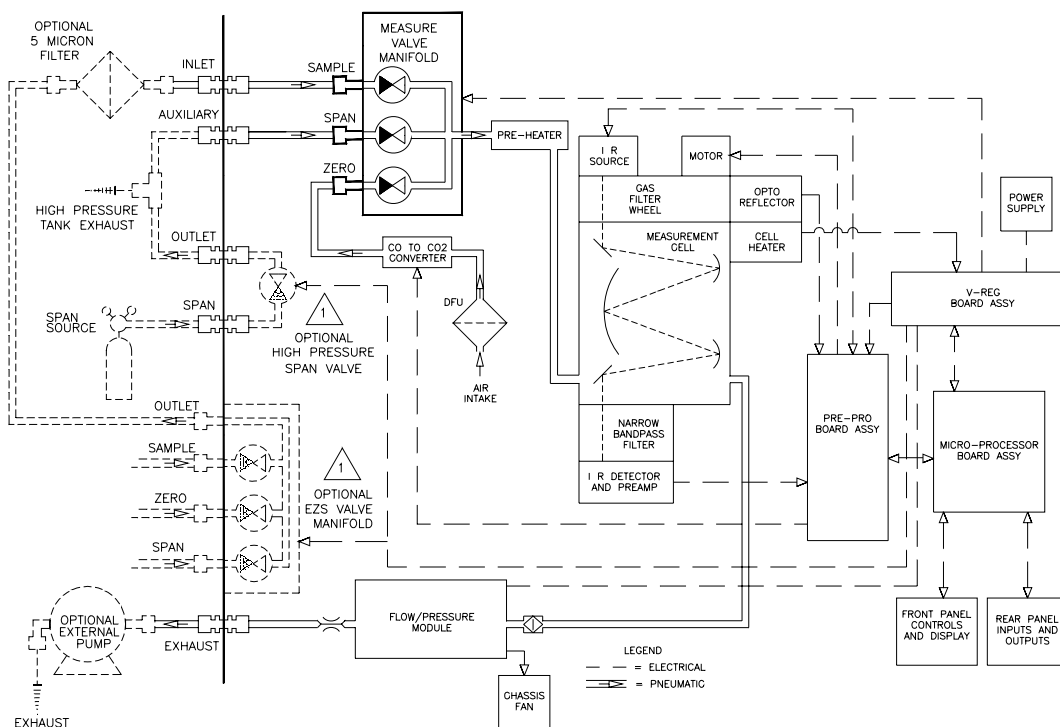 OPTIONAL
5 MICRON
FILTER
INLET
AUXILIARY
HIGH PRESSURE
TANK EXHAUST
OUTLET
SPAN
SOURCE
SPAN
1
OPTIONAL
HIGH PRESSURE
SPAN VALVE
MEASURE
VALVE
MANIFOLD
SAMPLE
SPAN
ZERO
PRE-HEATER
CO TO CO2
CONVERTER
DFU
AIR
INTAKE
I R
SOURCE
MOTOR
GAS
FILTER
WHEEL
OPTO
REFLECTOR
MEASUREMENT
CELL
CELL
HEATER
POWER
SUPPLY
V-REG
BOARD ASSY
PRE-PRO
BOARD ASSY
MICRO-PROCESSOR
BOARD ASSY
NARROW
BANDPASS
FILTER
I R DETECTOR
AND PREAMP
OUTLET
SAMPLE
ZERO
SPAN
1
OPTIONAL
EZS VALVE
MANIFOLD
OPTIONAL
EXTERNAL
PUMP
EXHAUST
EXHAUST
FLOW/PRESSURE
MODULE
CHASSIS
FAN
LEGEND
= ELECTRICAL
= PNEUMATIC
FRONT PANEL
CONTROLS
AND DISPLAY
REAR PANEL
INPUTS AND
OUTPUTS